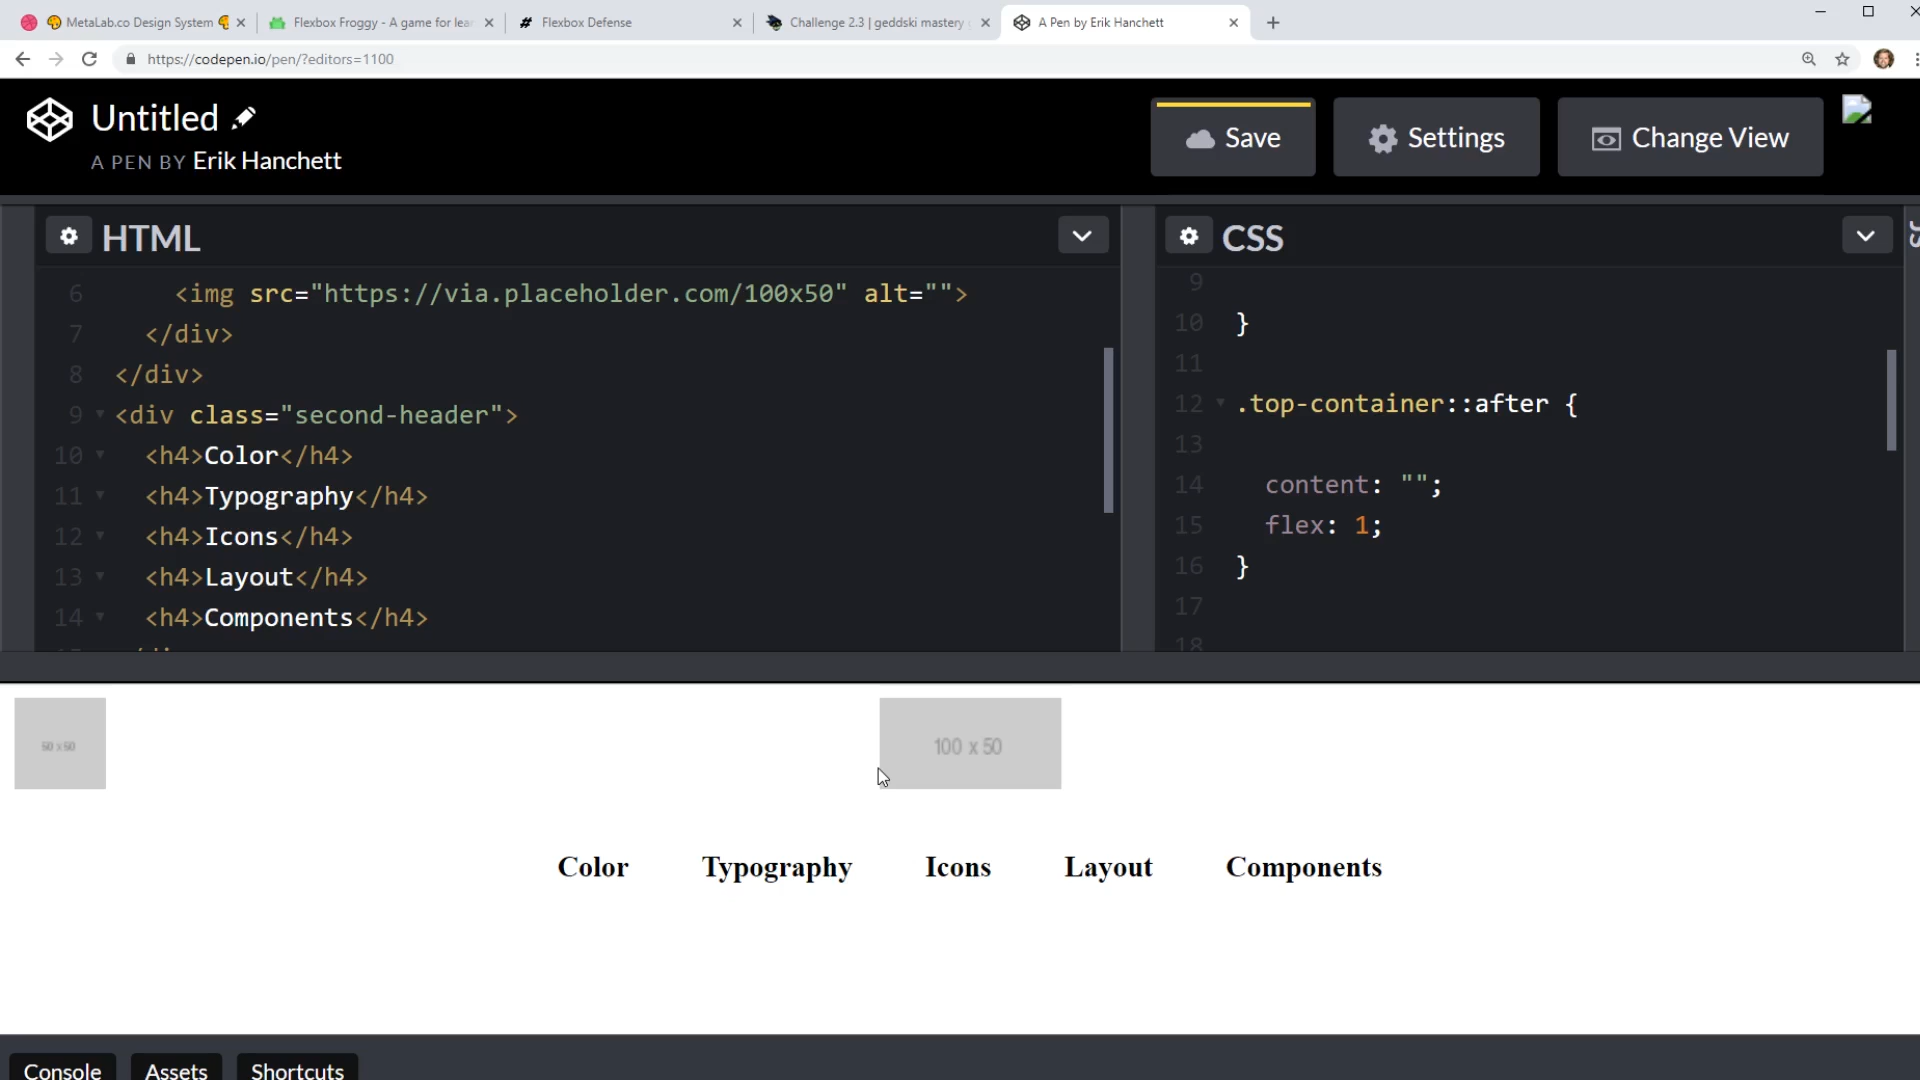 MetaLab.co Design System
Flexbox Froggy - A game for lear
Flexbox Defense
Challenge 2.3 | geddski mastery g
A Pen by Erik Hanchett
https://codepen.io/pen/?editors=1100
Untitled
A PEN BY Erik Hanchett
Save
Settings
Change View
HTML
6 <img src="https://via.placeholder.com/100x50" alt="">
7 </div>
8 </div>
9 <div class="second-header">
10 <h4>Color</h4>
11 <h4>Typography</h4>
12 <h4>Icons</h4>
13 <h4>Layout</h4>
14 <h4>Components</h4>
CSS
9
10 }
11
12 .top-container::after {
13
14 content: "";
15 flex: 1;
16 }
17
18
50 x 50
100 x 50
Color Typography Icons Layout Components
Console Assets Shortcuts